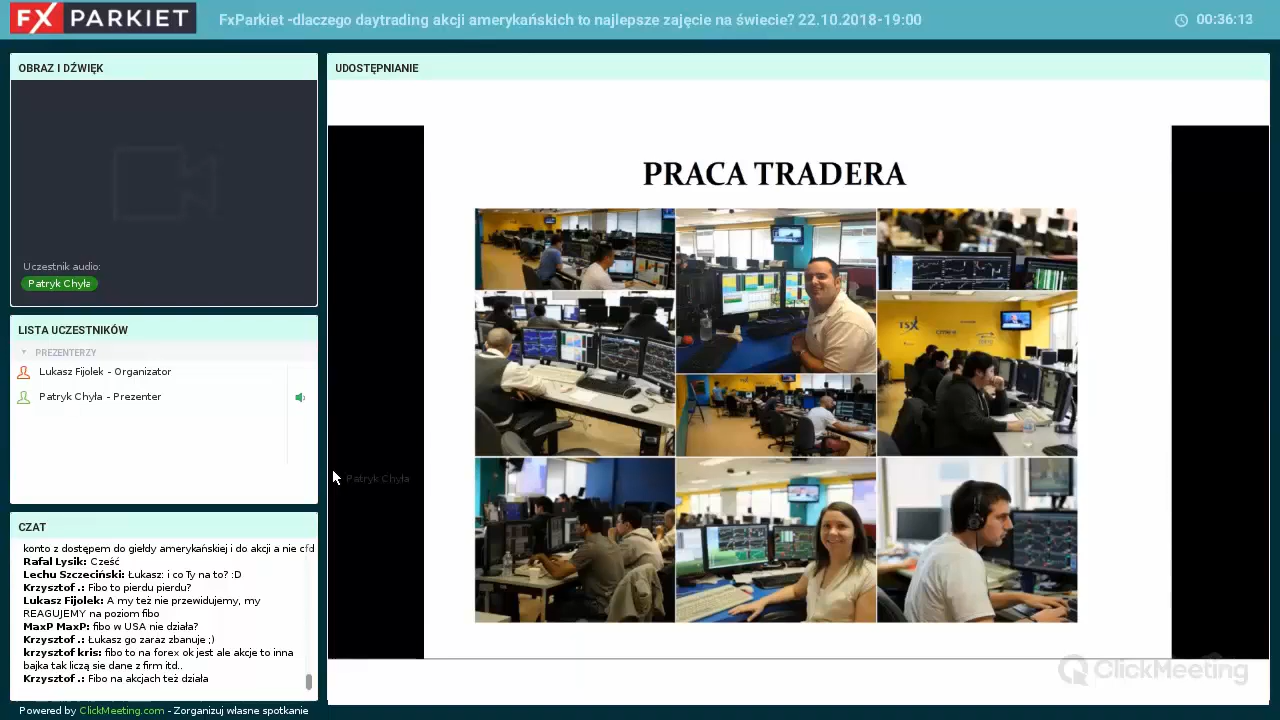 FX PARKIET
FxParkiet -dlaczego daytrading akcji amerykańskich to najlepsze zajęcie na świecie? 22.10.2018-19:00
00:36:13
OBRAZ I DŹWIĘK
Uczestnik audio:
Patryk Chyła
LISTA UCZESTNIKÓW
PREZENTERZY
Lukasz Fijolek - Organizator
Patryk Chyła - Prezenter
CZAT
konto z dostępem do giełdy amerykańskiej i do akcji a nie cfd
Rafal Lysik: Cześć
Lechu Szczeciński: Łukasz: i co Ty na to? :D
Krzysztof .: Fibo to pierdu pierdu?
Lukasz Fijolek: A my też nie przewidujemy, my
REAGUJEMY na poziom fibo
MaxP MaxP: fibo w USA nie działa?
Krzysztof .: Łukasz go zaraz zbanuje ;)
krzysztof kris: fibo to na forex ok jest ale akcje to inna
bajka tak liczą sie dane z firm itd..
Krzysztof .: Fibo na akcjach też działa
Powered by ClickMeeting.com - Zorganizuj własne spotkanie
UDOSTĘPNIANIE
PRACA TRADERA
TSX
Patryk Chyła
ClickMeeting